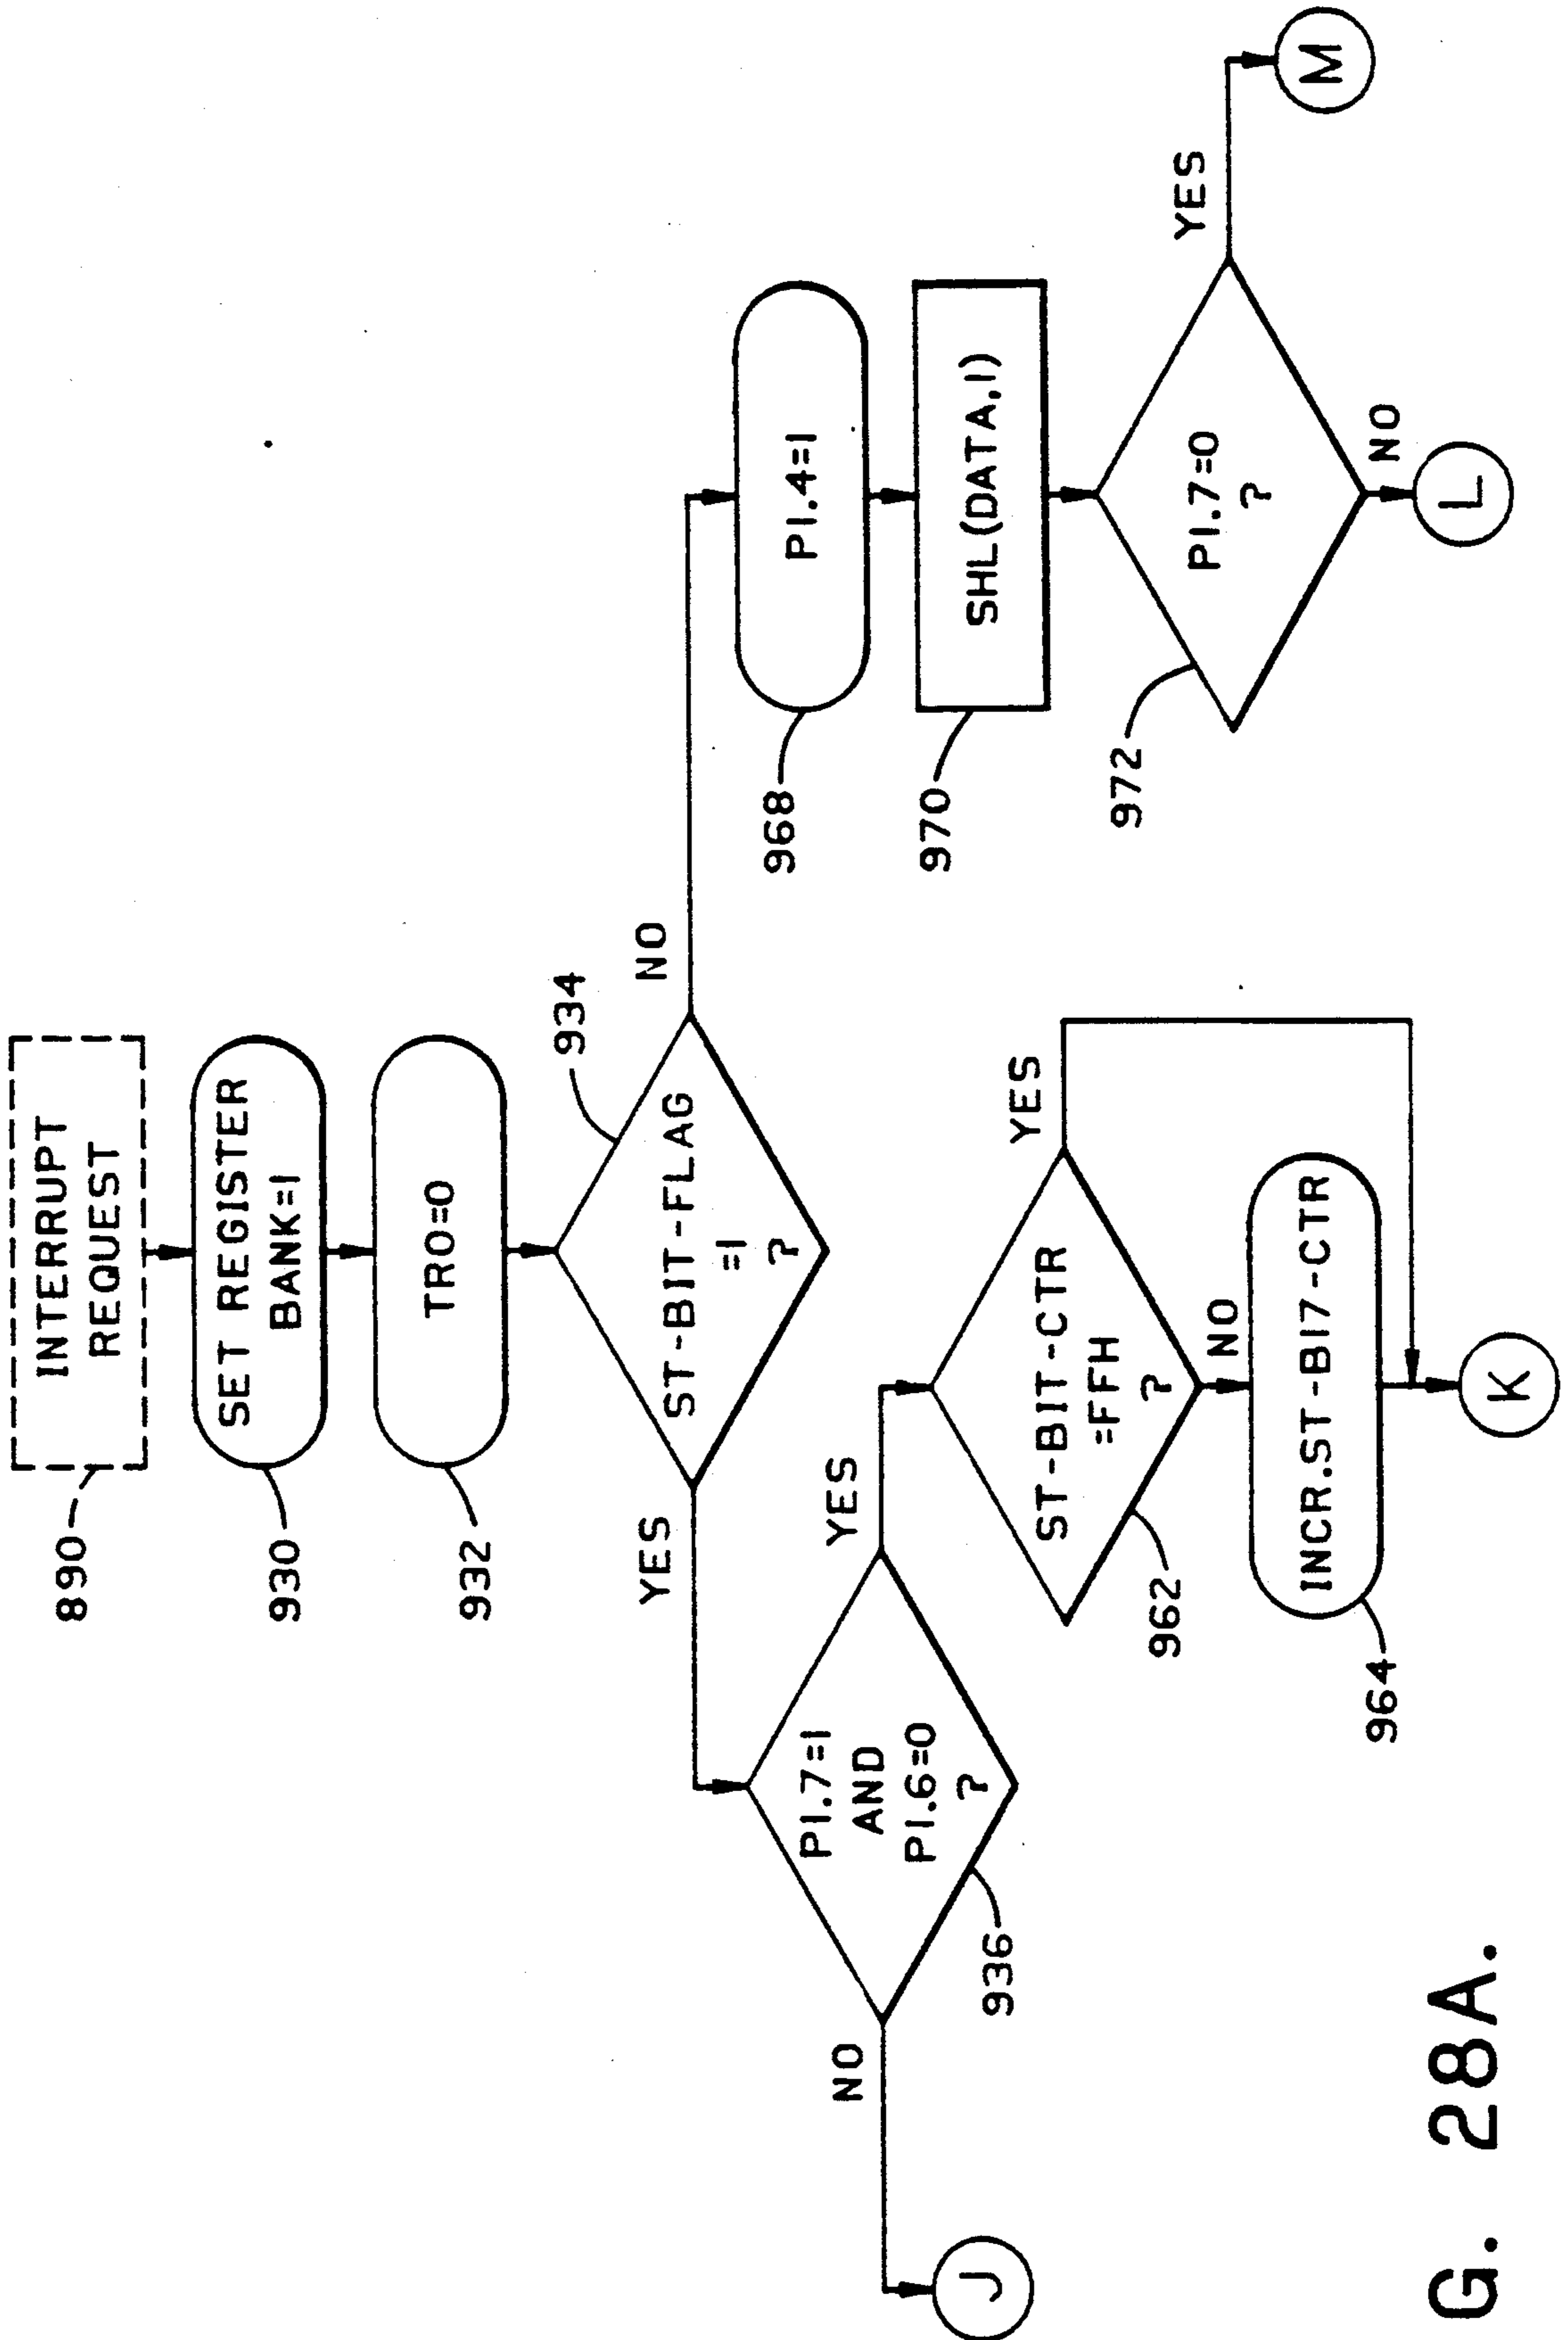 INTERRUPT
REQUEST
890
SET REGISTER
BANK=1
930
TR0=0
932
ST-BIT-FLAG
=1
?
934
YES
NO
P1.7=1
AND
P1.6=0
?
936
NO
YES
J
ST-BIT-CTR
=FFH
?
962
YES
NO
INCR.ST-BI7-CTR
964
K
P1.4=1
968
SHL(DATA,1)
970
P1.7=0
?
972
YES
NO
M
L
G. 28A.